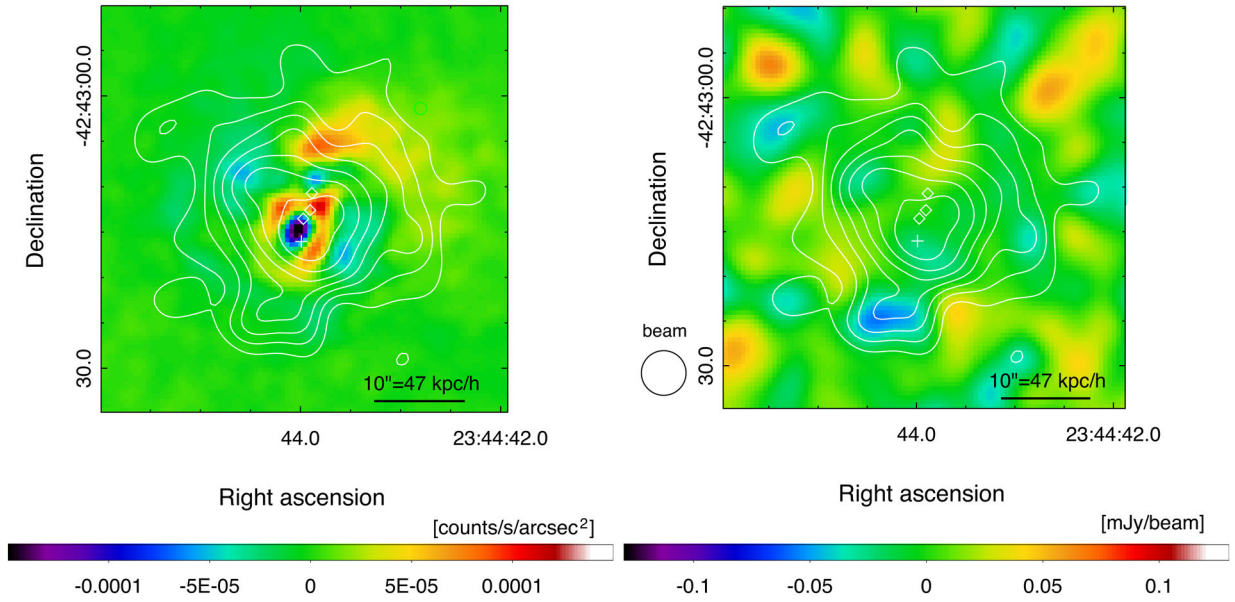 Declination
-42:43:00.0
30.0
10"=47 kpc/h
44.0
23:44:42.0
Right ascension
[counts/s/arcsec²]
-0.0001
-5E-05
0
5E-05
0.0001
Declination
-42:43:00.0
30.0
beam
10"=47 kpc/h
44.0
23:44:42.0
Right ascension
[mJy/beam]
-0.1
-0.05
0
0.05
0.1